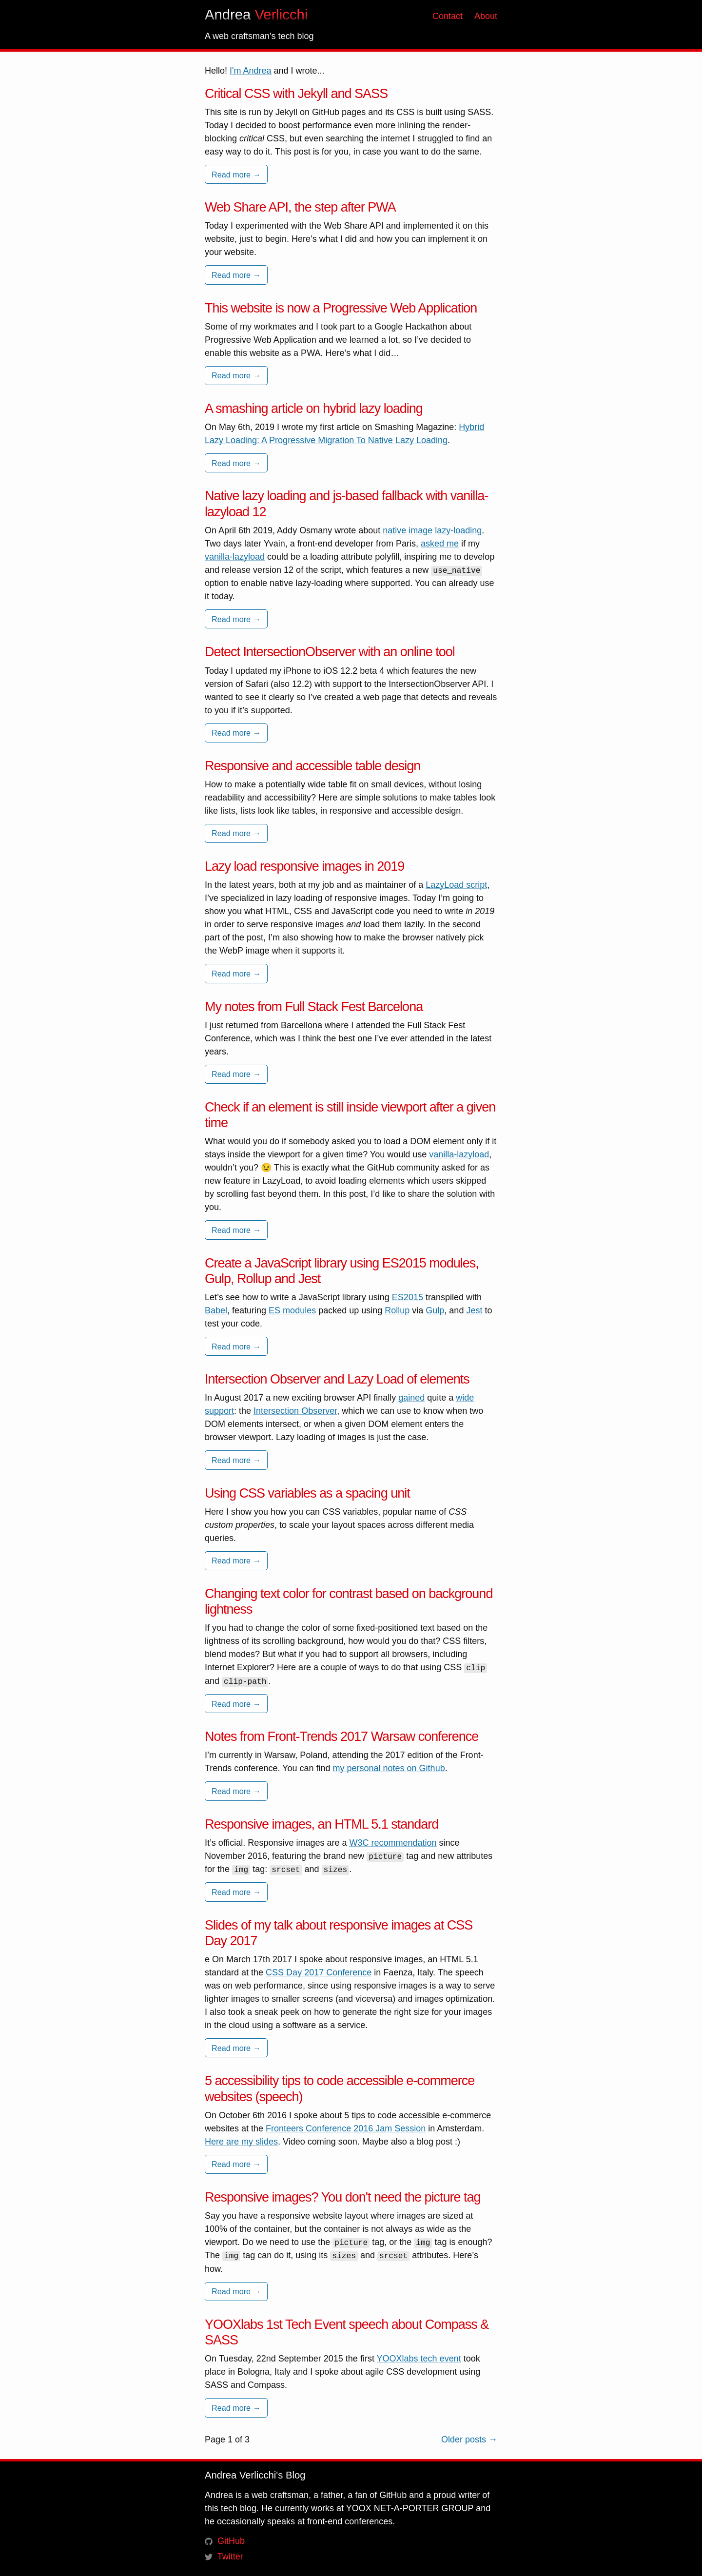 Andrea Verlicchi
Contact About
A web craftsman's tech blog
Hello! I'm Andrea and I wrote...
Critical CSS with Jekyll and SASS
This site is run by Jekyll on GitHub pages and its CSS is built using SASS.
Today I decided to boost performance even more inlining the render-
blocking critical CSS, but even searching the internet I struggled to find an
easy way to do it. This post is for you, in case you want to do the same.
Read more →
Web Share API, the step after PWA
Today I experimented with the Web Share API and implemented it on this
website, just to begin. Here's what I did and how you can implement it on
your website.
Read more →
This website is now a Progressive Web Application
Some of my workmates and I took part to a Google Hackathon about
Progressive Web Application and we learned a lot, so I've decided to
enable this website as a PWA. Here's what I did…
Read more →
A smashing article on hybrid lazy loading
On May 6th, 2019 I wrote my first article on Smashing Magazine: Hybrid
Lazy Loading: A Progressive Migration To Native Lazy Loading.
Read more →
Native lazy loading and js-based fallback with vanilla-
lazyload 12
On April 6th 2019, Addy Osmany wrote about native image lazy-loading.
Two days later Yvain, a front-end developer from Paris, asked me if my
vanilla-lazyload could be a loading attribute polyfill, inspiring me to develop
and release version 12 of the script, which features a new use_native
option to enable native lazy-loading where supported. You can already use
it today.
Read more →
Detect IntersectionObserver with an online tool
Today I updated my iPhone to iOS 12.2 beta 4 which features the new
version of Safari (also 12.2) with support to the IntersectionObserver API. I
wanted to see it clearly so I've created a web page that detects and reveals
to you if it's supported.
Read more →
Responsive and accessible table design
How to make a potentially wide table fit on small devices, without losing
readability and accessibility? Here are simple solutions to make tables look
like lists, lists look like tables, in responsive and accessible design.
Read more →
Lazy load responsive images in 2019
In the latest years, both at my job and as maintainer of a LazyLoad script,
I've specialized in lazy loading of responsive images. Today I'm going to
show you what HTML, CSS and JavaScript code you need to write in 2019
in order to serve responsive images and load them lazily. In the second
part of the post, I'm also showing how to make the browser natively pick
the WebP image when it supports it.
Read more →
My notes from Full Stack Fest Barcelona
I just returned from Barcellona where I attended the Full Stack Fest
Conference, which was I think the best one I've ever attended in the latest
years.
Read more →
Check if an element is still inside viewport after a given
time
What would you do if somebody asked you to load a DOM element only if it
stays inside the viewport for a given time? You would use vanilla-lazyload,
wouldn't you? 😉 This is exactly what the GitHub community asked for as
new feature in LazyLoad, to avoid loading elements which users skipped
by scrolling fast beyond them. In this post, I'd like to share the solution with
you.
Read more →
Create a JavaScript library using ES2015 modules,
Gulp, Rollup and Jest
Let's see how to write a JavaScript library using ES2015 transpiled with
Babel, featuring ES modules packed up using Rollup via Gulp, and Jest to
test your code.
Read more →
Intersection Observer and Lazy Load of elements
In August 2017 a new exciting browser API finally gained quite a wide
support: the Intersection Observer, which we can use to know when two
DOM elements intersect, or when a given DOM element enters the
browser viewport. Lazy loading of images is just the case.
Read more →
Using CSS variables as a spacing unit
Here I show you how you can CSS variables, popular name of CSS
custom properties, to scale your layout spaces across different media
queries.
Read more →
Changing text color for contrast based on background
lightness
If you had to change the color of some fixed-positioned text based on the
lightness of its scrolling background, how would you do that? CSS filters,
blend modes? But what if you had to support all browsers, including
Internet Explorer? Here are a couple of ways to do that using CSS clip
and clip-path.
Read more →
Notes from Front-Trends 2017 Warsaw conference
I'm currently in Warsaw, Poland, attending the 2017 edition of the Front-
Trends conference. You can find my personal notes on Github.
Read more →
Responsive images, an HTML 5.1 standard
It's official. Responsive images are a W3C recommendation since
November 2016, featuring the brand new picture tag and new attributes
for the img tag: srcset and sizes.
Read more →
Slides of my talk about responsive images at CSS
Day 2017
e On March 17th 2017 I spoke about responsive images, an HTML 5.1
standard at the CSS Day 2017 Conference in Faenza, Italy. The speech
was on web performance, since using responsive images is a way to serve
lighter images to smaller screens (and viceversa) and images optimization.
I also took a sneak peek on how to generate the right size for your images
in the cloud using a software as a service.
Read more →
5 accessibility tips to code accessible e-commerce
websites (speech)
On October 6th 2016 I spoke about 5 tips to code accessible e-commerce
websites at the Fronteers Conference 2016 Jam Session in Amsterdam.
Here are my slides. Video coming soon. Maybe also a blog post :)
Read more →
Responsive images? You don't need the picture tag
Say you have a responsive website layout where images are sized at
100% of the container, but the container is not always as wide as the
viewport. Do we need to use the picture tag, or the img tag is enough?
The img tag can do it, using its sizes and srcset attributes. Here's
how.
Read more →
YOOXlabs 1st Tech Event speech about Compass &
SASS
On Tuesday, 22nd September 2015 the first YOOXlabs tech event took
place in Bologna, Italy and I spoke about agile CSS development using
SASS and Compass.
Read more →
Page 1 of 3
Older posts →
Andrea Verlicchi's Blog
Andrea is a web craftsman, a father, a fan of GitHub and a proud writer of
this tech blog. He currently works at YOOX NET-A-PORTER GROUP and
he occasionally speaks at front-end conferences.
GitHub
Twitter